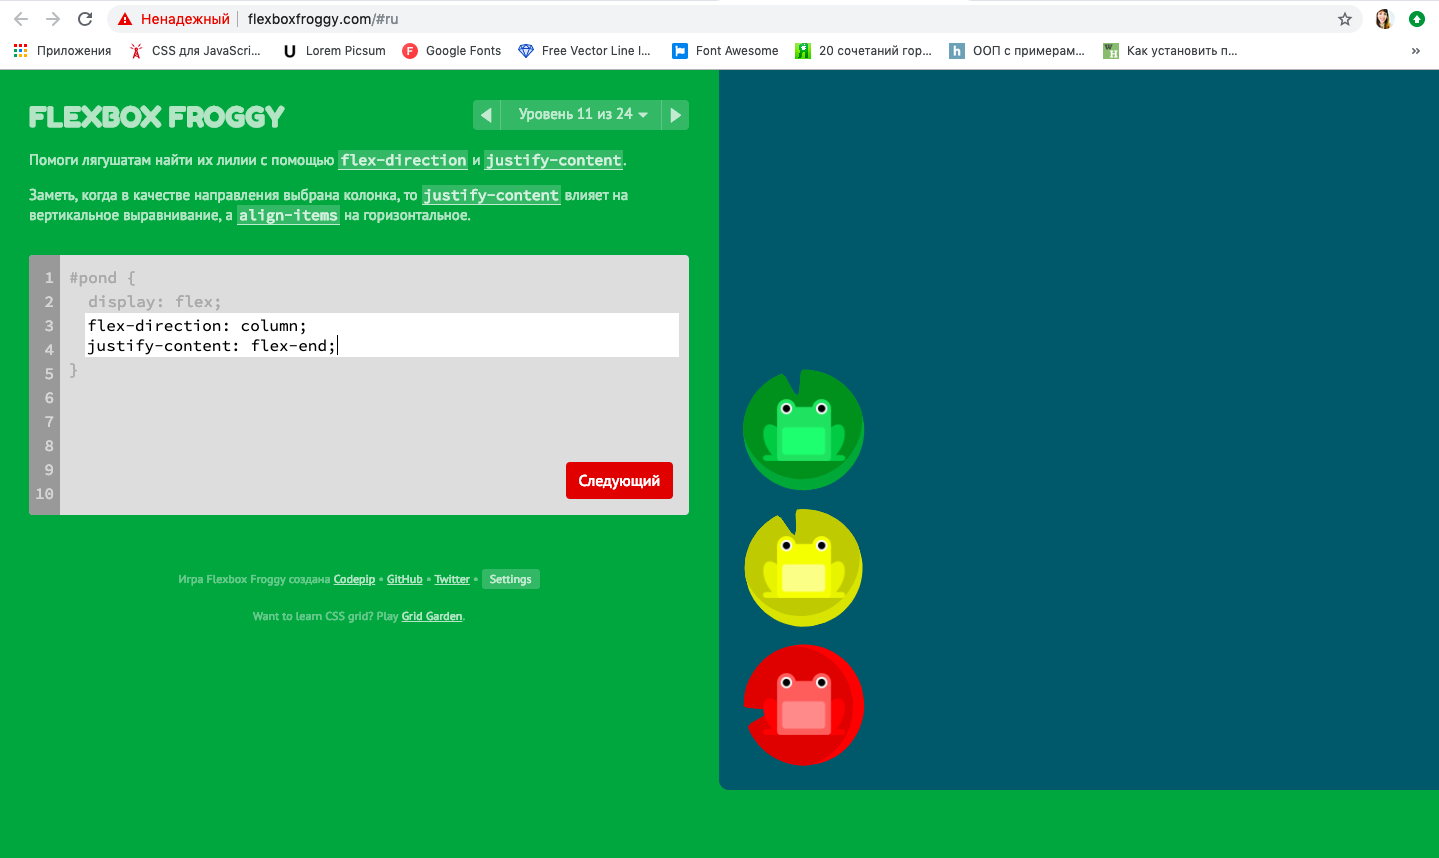 Ненадежный flexboxfroggy.com/#ru
Приложения CSS для JavaScri... Lorem Picsum Google Fonts Free Vector Line I... Font Awesome 20 сочетаний гор... ООП с примерам... Как установить п... »
FLEXBOX FROGGY
Уровень 11 из 24
Помоги лягушатам найти их лилии с помощью flex-direction и justify-content.
Заметь, когда в качестве направления выбрана колонка, то justify-content влияет на
вертикальное выравнивание, а align-items на горизонтальное.
1 #pond {
2 display: flex;
3 flex-direction: column;
4 justify-content: flex-end;
5 }
6
7
8
9
10
Следующий
Игра Flexbox Froggy создана Codepip • GitHub • Twitter • Settings
Want to learn CSS grid? Play Grid Garden.